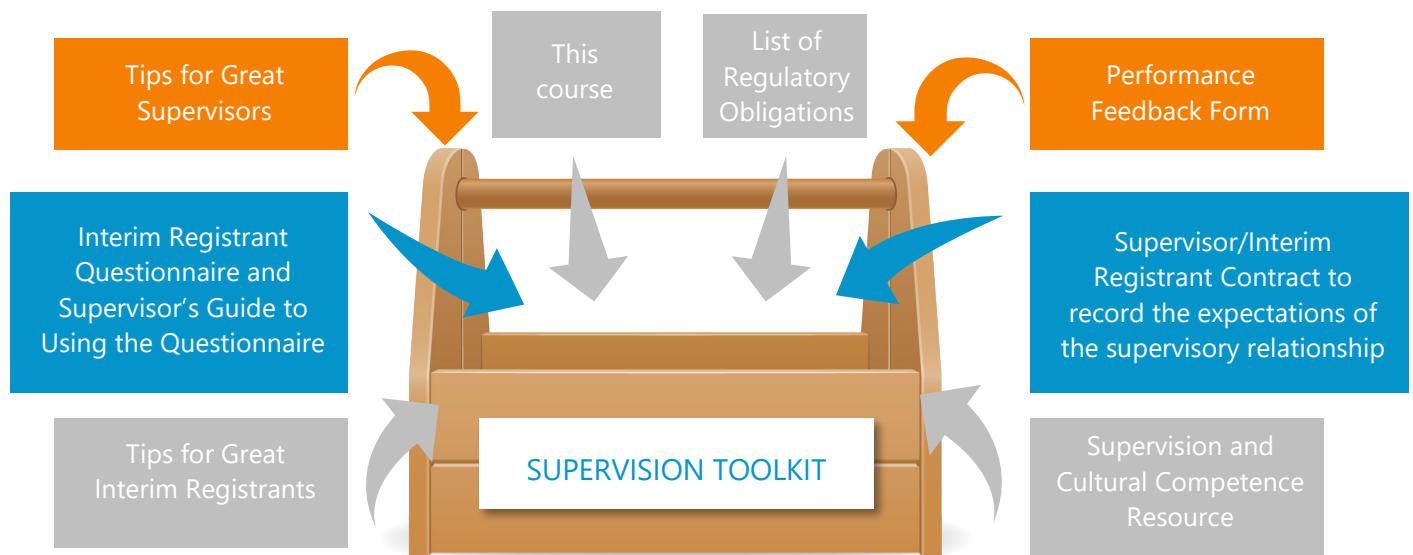 Tips for Great
Supervisors
This
course
List of
Regulatory
Obligations
Performance
Feedback Form
Interim Registrant
Questionnaire and
Supervisor’s Guide to
Using the Questionnaire
Supervisor/Interim
Registrant Contract to
record the expectations of
the supervisory relationship
Tips for Great
Interim Registrants
SUPERVISION TOOLKIT
Supervision and
Cultural Competence
Resource